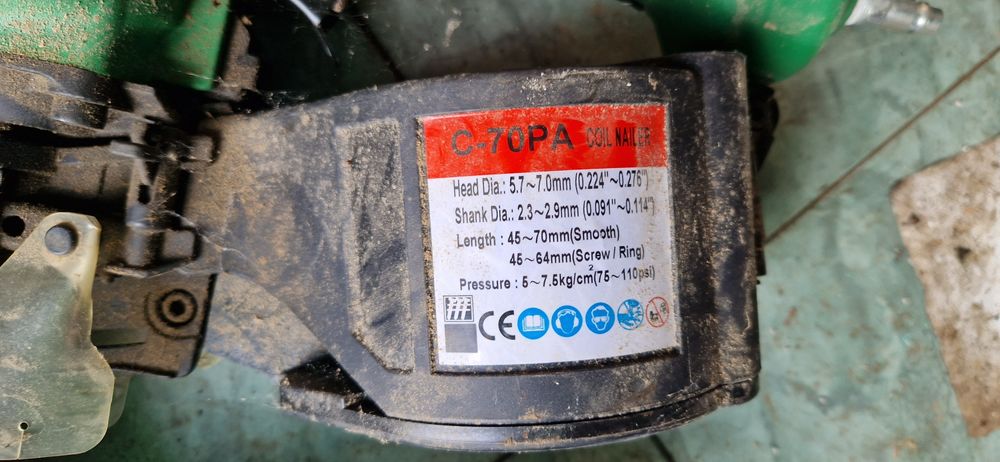 C-70PA COIL NAILER
Head Dia.: 5.7~7.0mm (0.224"~0.276")
Shank Dia.: 2.3~2.9mm (0.091"~0.114")
Length : 45~70mm(Smooth)
45~64mm(Screw / Ring)
Pressure : 5~7.5kg/cm²(75~110psi)
CE